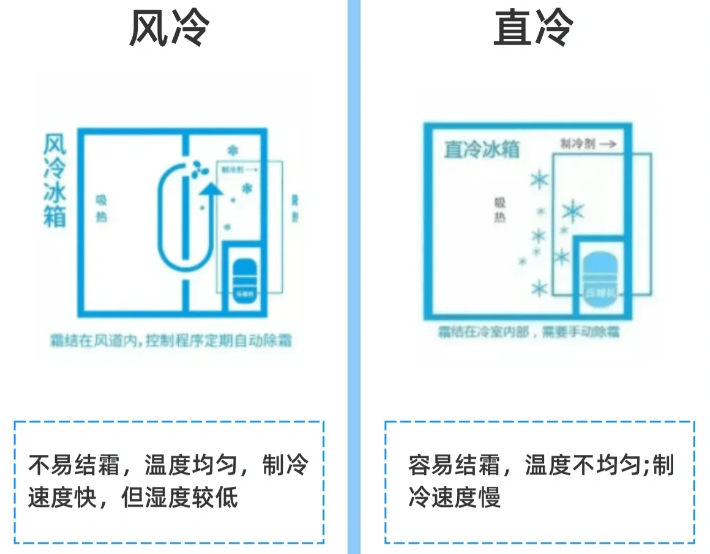 风冷
直冷
风冷冰箱
制冷剂
吸热
压缩机
霜结在风道内，控制程序定期自动除霜
直冷冰箱
制冷剂
吸热
压缩机
霜结在冷室内部，需要手动除霜
不易结霜，温度均匀，制冷
速度快，但湿度较低
容易结霜，温度不均匀;制
冷速度慢